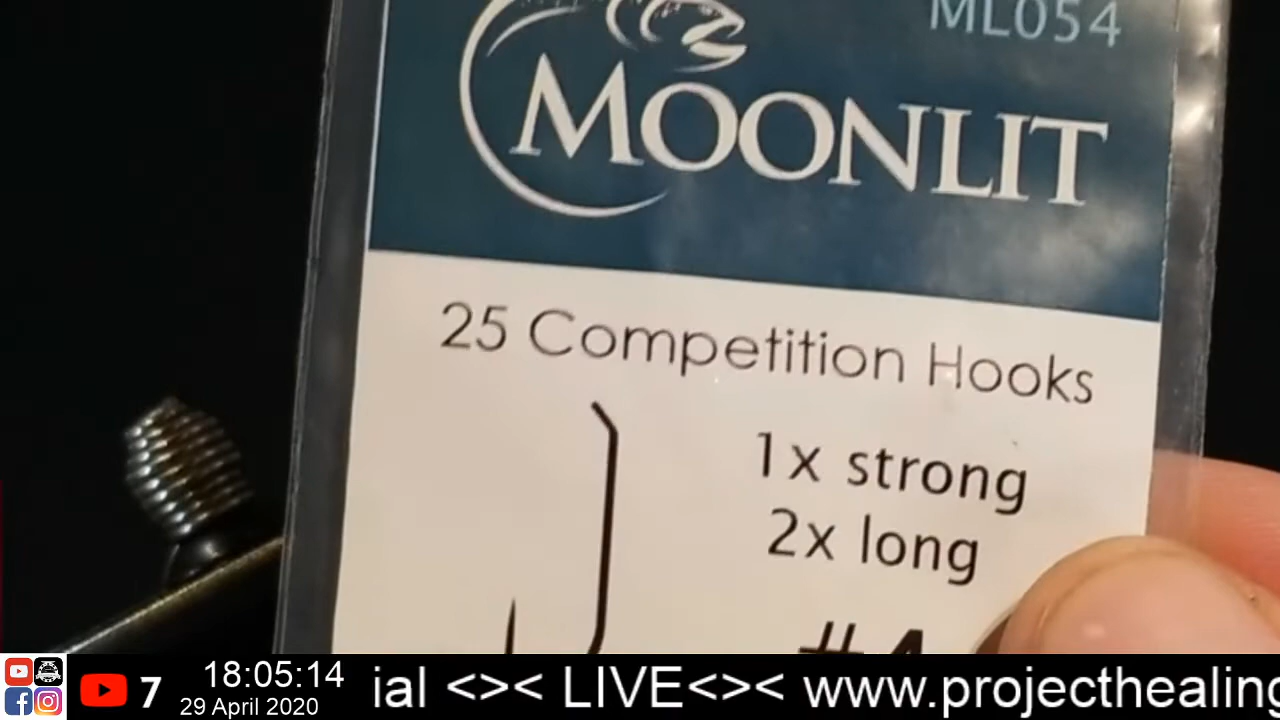 ML054
MOONLIT
25 Competition Hooks
1x strong
2x long
#4
7
18:05:14
29 April 2020
ial <>< LIVE<>< www.projecthealing